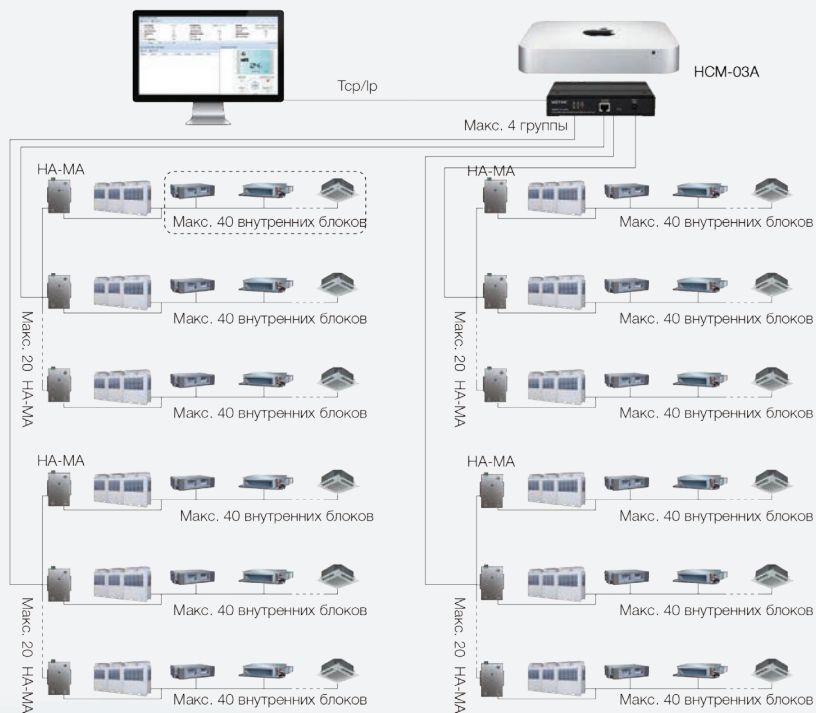 HCM-03A
Tcp/Ip
Макс. 4 группы
HA-MA
Макс. 40 внутренних блоков
Макс. 40 внутренних блоков
Макс. 40 внутренних блоков
Макс. 20 HA-MA
HA-MA
Макс. 40 внутренних блоков
Макс. 40 внутренних блоков
Макс. 40 внутренних блоков
Макс. 20 HA-MA
HA-MA
Макс. 40 внутренних блоков
Макс. 40 внутренних блоков
Макс. 40 внутренних блоков
Макс. 20 HA-MA
HA-MA
Макс. 40 внутренних блоков
Макс. 40 внутренних блоков
Макс. 40 внутренних блоков
Макс. 20 HA-MA